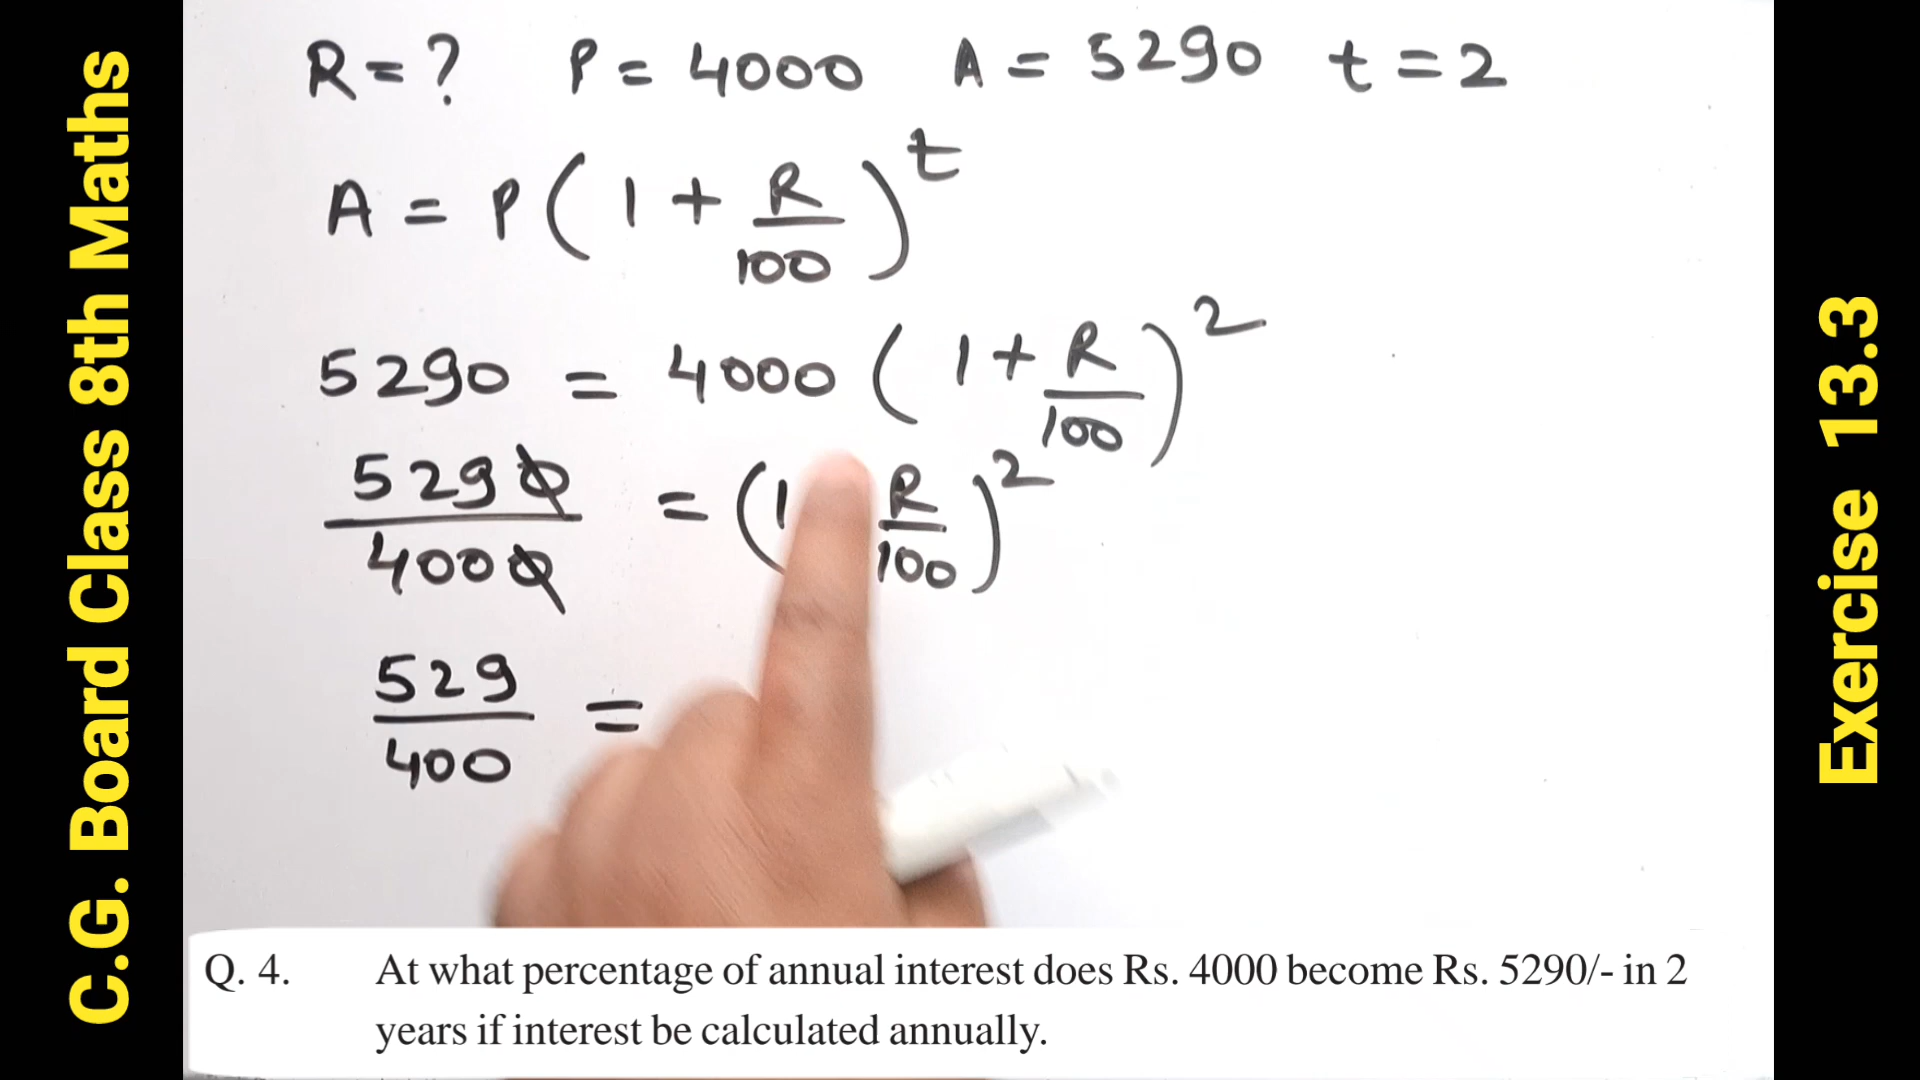 C.G. Board Class 8th Maths
R = ? P = 4000 A = 5290 t = 2
A = P ( 1 + R/100 )^t
5290 = 4000 ( 1 + R/100 )^2
5290/4000 = ( 1 R/100 )^2
529/400 =
Q. 4. At what percentage of annual interest does Rs. 4000 become Rs. 5290/- in 2
years if interest be calculated annually.
Exercise 13.3